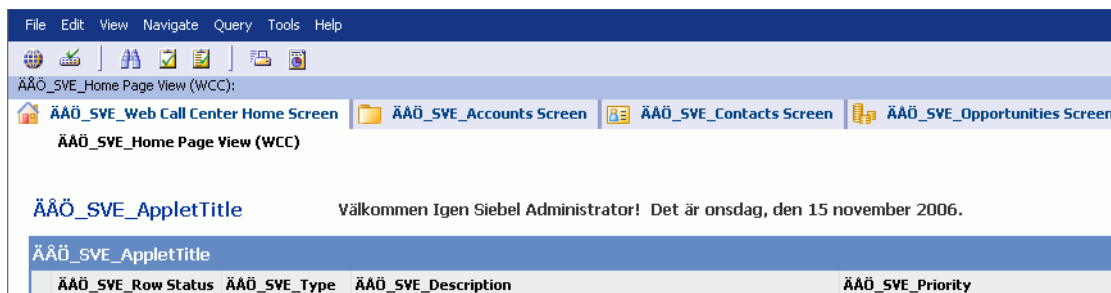 File Edit View Navigate Query Tools Help
ÄÅÖ_SVE_Home Page View (WCC):
ÄÅÖ_SVE_Web Call Center Home Screen ÄÅÖ_SVE_Accounts Screen ÄÅÖ_SVE_Contacts Screen ÄÅÖ_SVE_Opportunities Screen
ÄÅÖ_SVE_Home Page View (WCC)
ÄÅÖ_SVE_AppletTitle Välkommen Igen Siebel Administrator! Det är onsdag, den 15 november 2006.
ÄÅÖ_SVE_AppletTitle
ÄÅÖ_SVE_Row Status ÄÅÖ_SVE_Type ÄÅÖ_SVE_Description ÄÅÖ_SVE_Priority